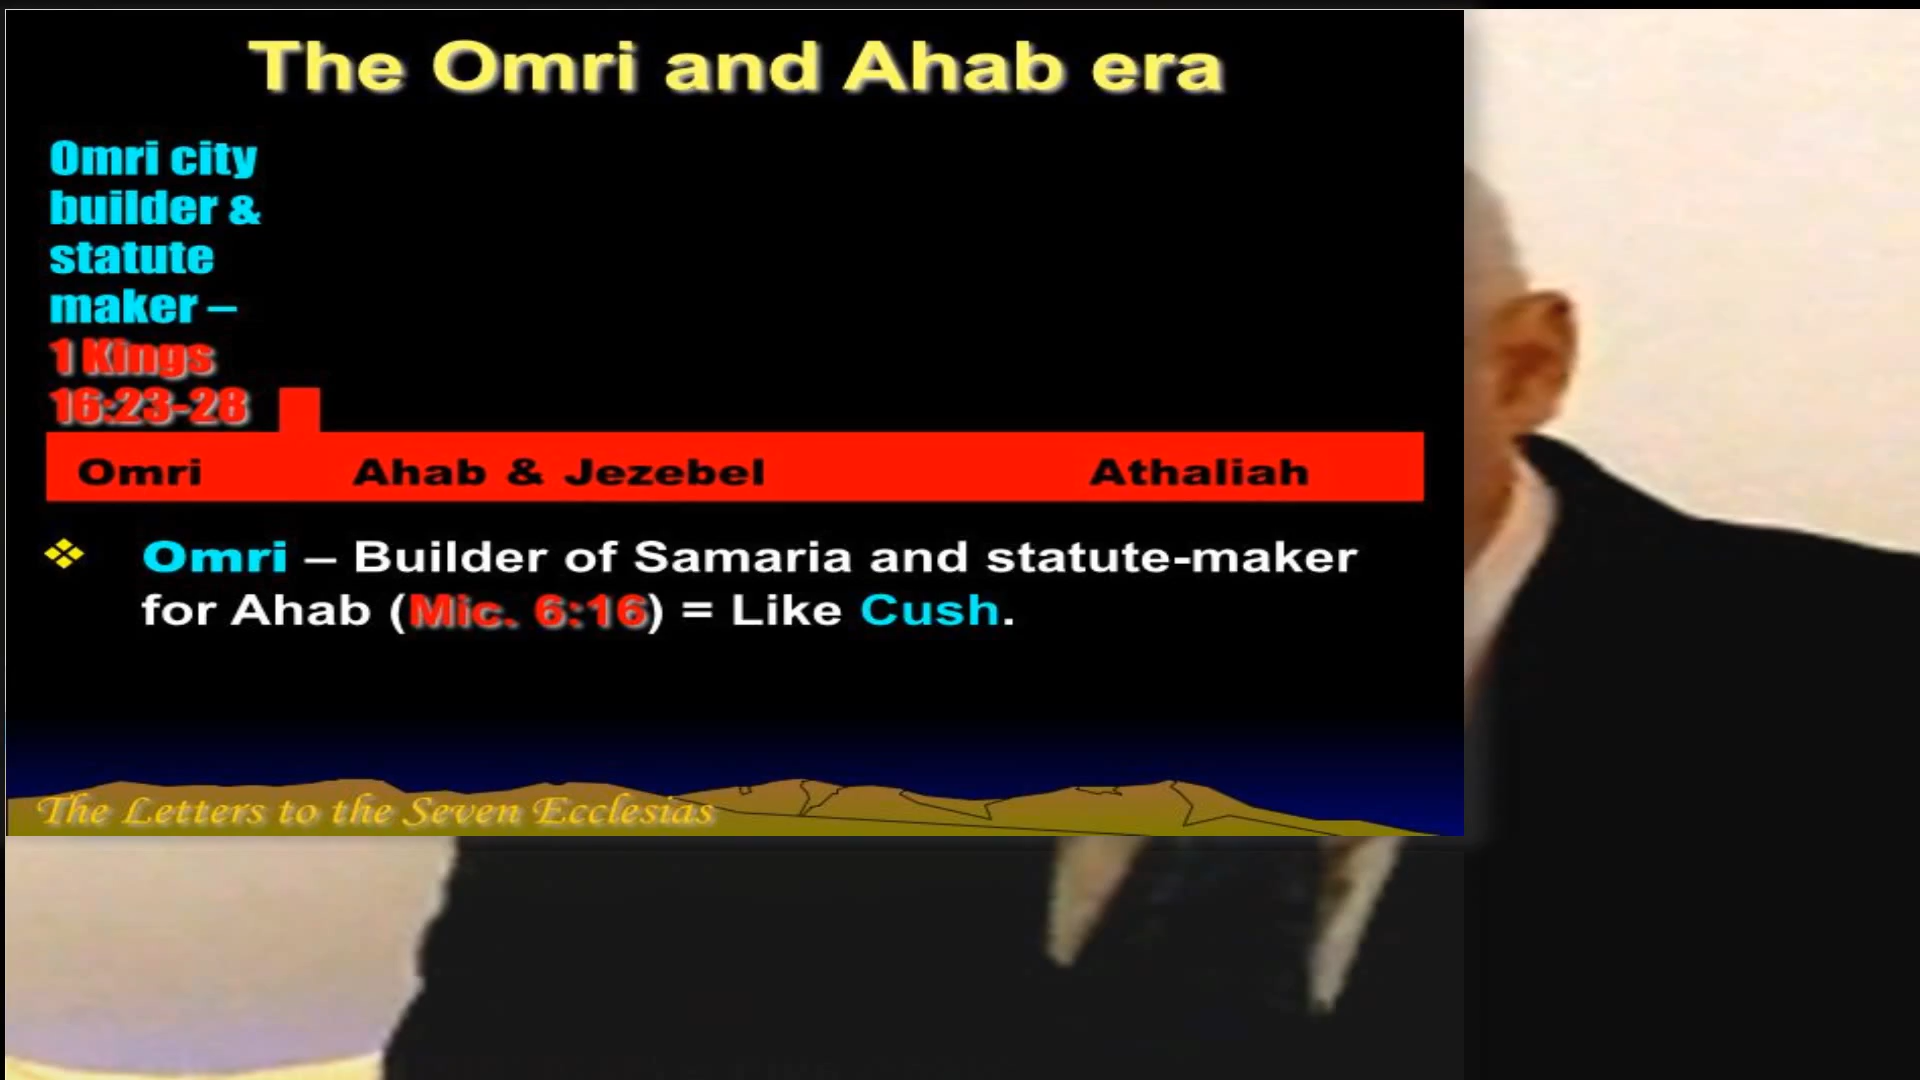 The Omri and Ahab era
Omri city
builder &
statute
maker –
1 Kings
16:23-28
Omri Ahab & Jezebel Athaliah
Omri – Builder of Samaria and statute-maker
for Ahab (Mic. 6:16) = Like Cush.
The Letters to the Seven Ecclesias